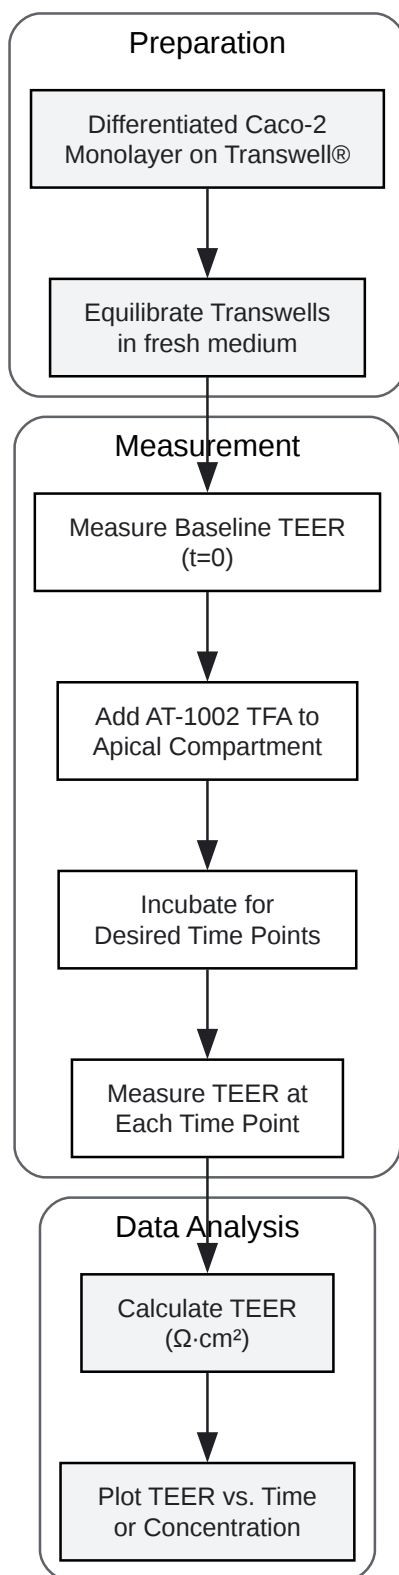 Preparation
Differentiated Caco-2
Monolayer on Transwell®
Equilibrate Transwells
in fresh medium
Measurement
Measure Baseline TEER
(t=0)
Add AT-1002 TFA to
Apical Compartment
Incubate for
Desired Time Points
Measure TEER at
Each Time Point
Data Analysis
Calculate TEER
(Ω·cm²)
Plot TEER vs. Time
or Concentration